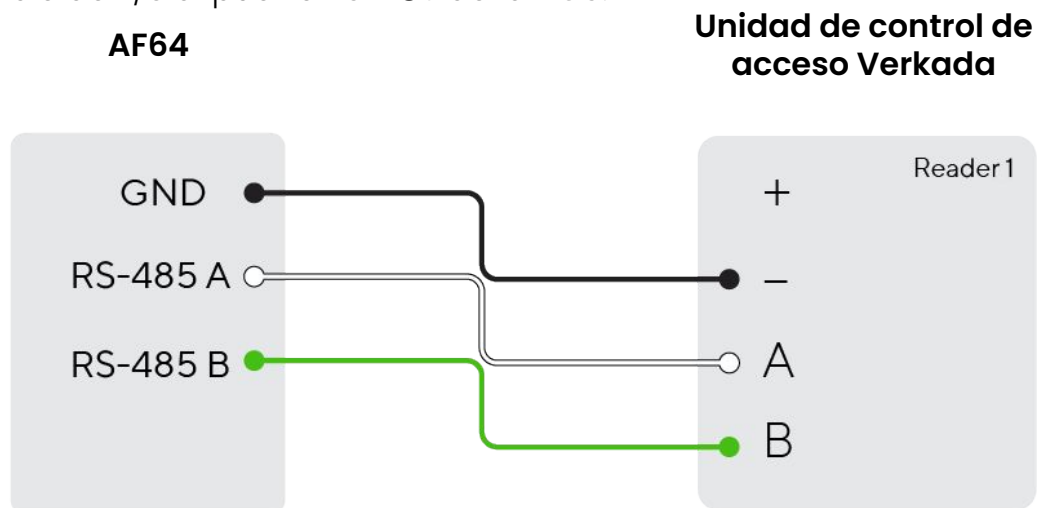 AF64
Unidad de control de
acceso Verkada
Reader 1
GND
+
RS-485 A
–
RS-485 B
A
B